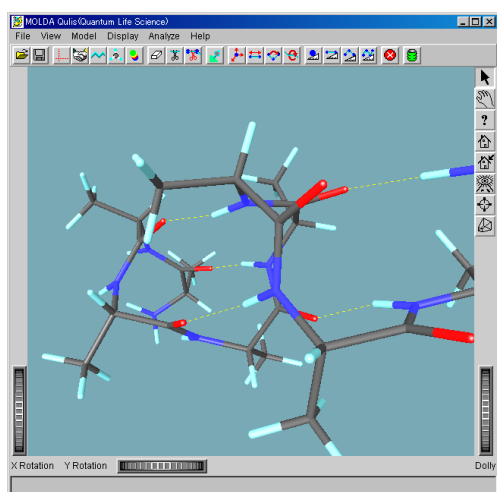 MOLDA Qulis(Quantum Life Science)
File View Model Display Analyze Help
?
X Rotation Y Rotation Dolly